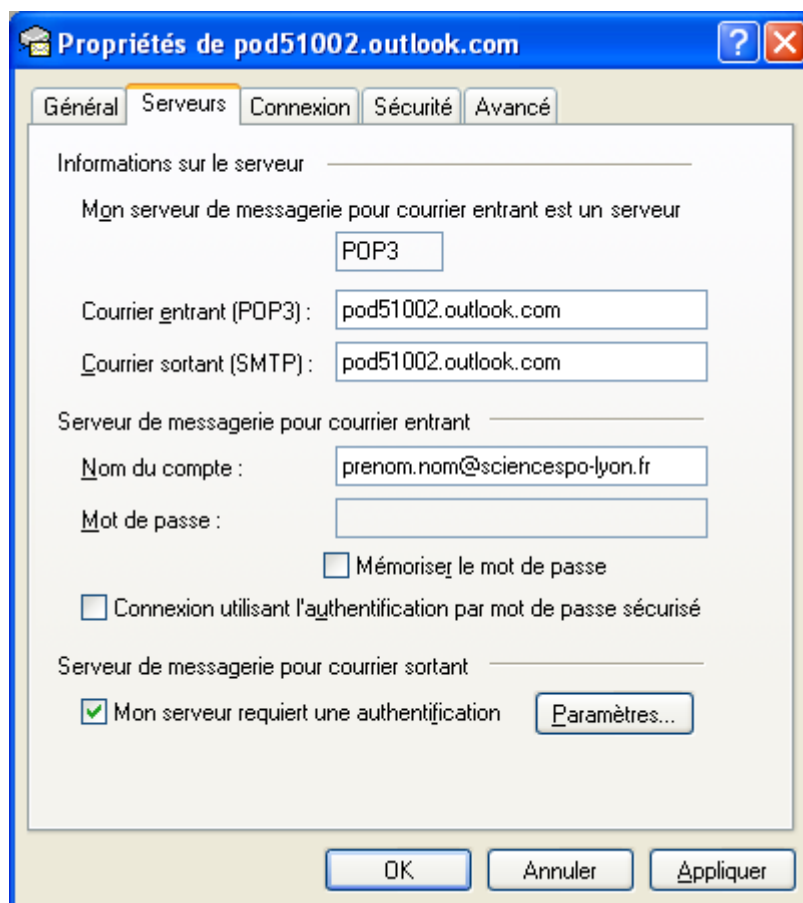 Propriétés de pod51002.outlook.com
Général Serveurs Connexion Sécurité Avancé
Informations sur le serveur
Mon serveur de messagerie pour courrier entrant est un serveur
POP3
Courrier entrant (POP3) : pod51002.outlook.com
Courrier sortant (SMTP) : pod51002.outlook.com
Serveur de messagerie pour courrier entrant
Nom du compte : prenom.nom@sciencespo-lyon.fr
Mot de passe :
Mémoriser le mot de passe
Connexion utilisant l'authentification par mot de passe sécurisé
Serveur de messagerie pour courrier sortant
Mon serveur requiert une authentification Paramètres...
OK Annuler Appliquer